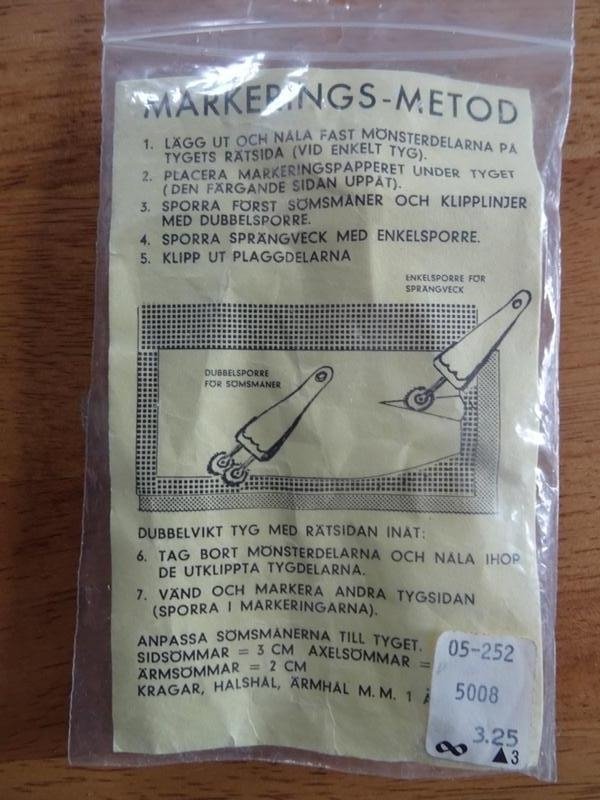 MARKERINGS-METOD
1. LÄGG UT OCH NÅLA FAST MÖNSTERDELARNA PÅ
TYGETS RÄTSIDA (VID ENKELT TYG).
2. PLACERA MARKERINGSPAPPERET UNDER TYGET
(DEN FÄRGANDE SIDAN UPPÅT).
3. SPORRA FÖRST SÖMSMÅNER OCH KLIPPLINJER
MED DUBBELSPORRE.
4. SPORRA SPRÄNGVECK MED ENKELSPORRE.
5. KLIPP UT PLAGGDELARNA
ENKELSPORRE FÖR
SPRÄNGVECK
DUBBELSPORRE
FÖR SÖMSMÅNER
DUBBELVIKT TYG MED RÄTSIDAN INÅT:
6. TAG BORT MÖNSTERDELARNA OCH NÅLA IHOP
DE UTKLIPPTA TYGDELARNA.
7. VÄND OCH MARKERA ANDRA TYGSIDAN
(SPORRA I MARKERINGARNA).
ANPASSA SÖMSMÅNERNA TILL TYGET.
SIDSÖMMAR = 3 CM AXELSÖMMAR =
ÄRMSÖMMAR = 2 CM
KRAGAR, HALSHÅL, ÄRMHÅL M.M. 1
05-252
5008
3.25
∞ ▲3